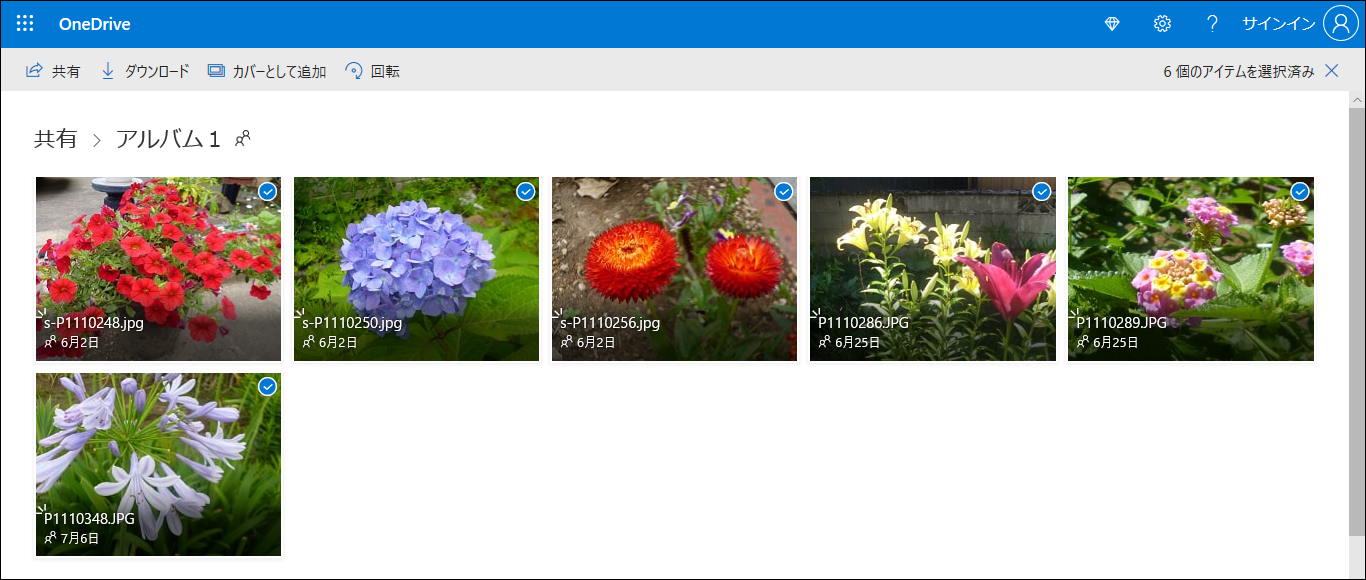 OneDrive ? サインイン
共有 ダウンロード カバーとして追加 回転 6 個のアイテムを選択済み
共有 > アルバム 1
s-P1110248.jpg
6月2日
s-P1110250.jpg
6月2日
s-P1110256.jpg
6月2日
P1110286.JPG
6月25日
P1110289.JPG
6月25日
P1110348.JPG
7月6日